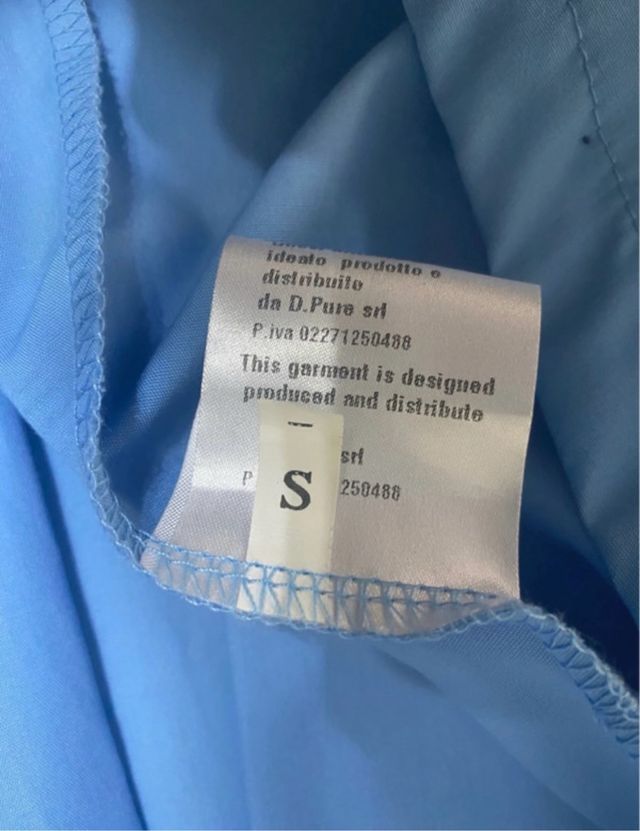 ideato prodotto e
distribuito
da D.Pure srl
P.iva 02271250488
This garment is designed
produced and distribute
srl
P 250488
S